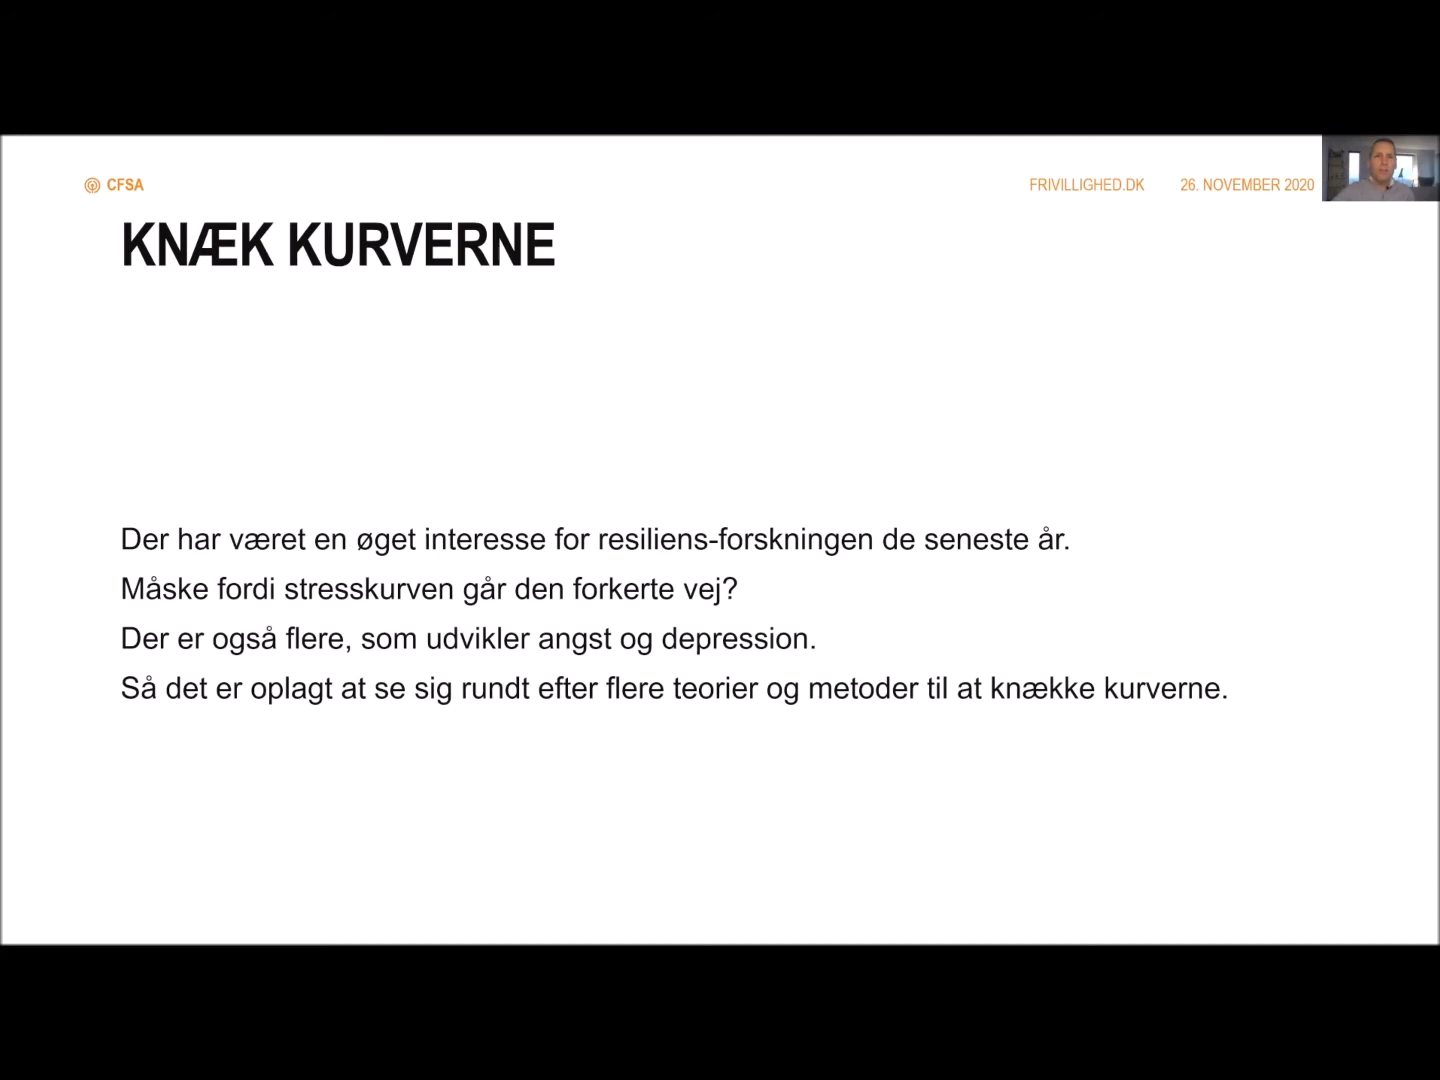 CFSA
FRIVILLIGHED.DK
26. NOVEMBER 2020
KNÆK KURVERNE
Der har været en øget interesse for resiliens-forskningen de seneste år.
Måske fordi stresskurven går den forkerte vej?
Der er også flere, som udvikler angst og depression.
Så det er oplagt at se sig rundt efter flere teorier og metoder til at knække kurverne.